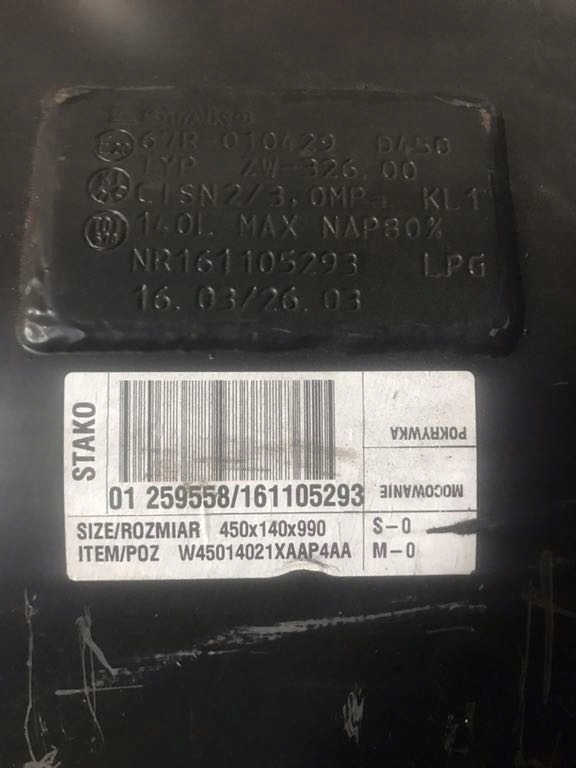 STAKO
67R-010429 D450
TYP ZW-326.00
CISN2/3,0MPa KL1
140L MAX NAP80%
NR161105293 LPG
16.03/26.03
STAKO
01 259558/161105293
SIZE/ROZMIAR 450x140x990
ITEM/POZ W45014021XAAP4AA
POKRYWKA
MOCOWANIE
S-0
M-0